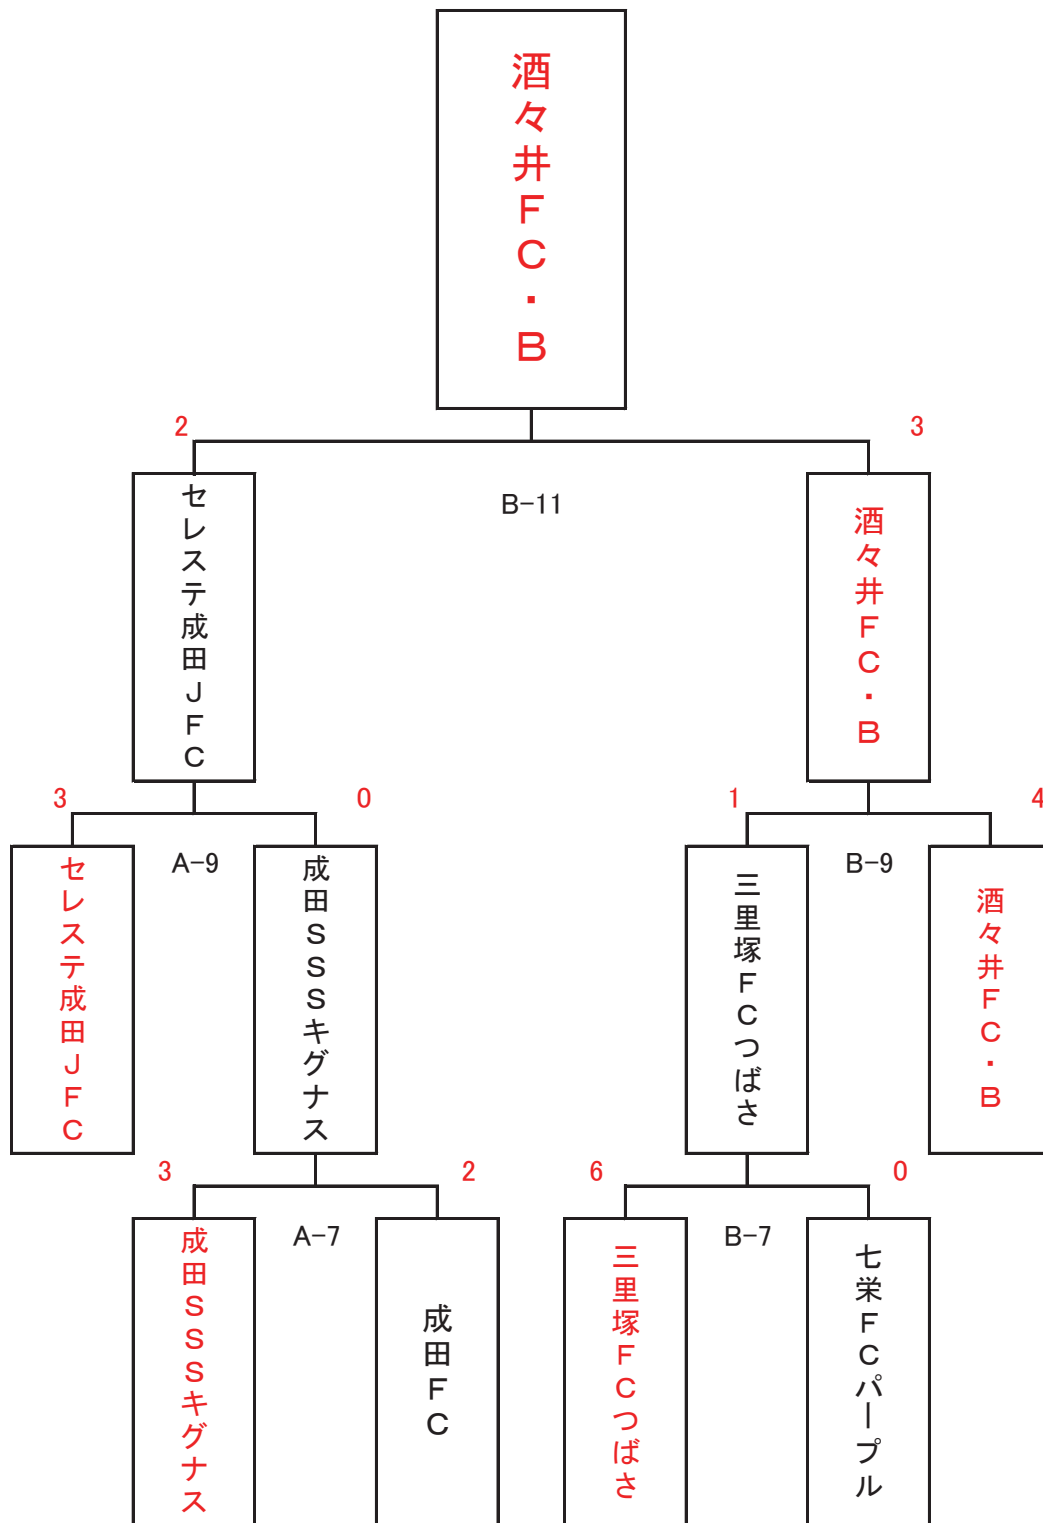 酒々井ＦＣ・Ｂ
2
3
B-11
セレステ成田ＪＦＣ
酒々井ＦＣ・Ｂ
3
0
1
4
A-9
B-9
セレステ成田ＪＦＣ
成田ＳＳＳキグナス
三里塚ＦＣつばさ
酒々井ＦＣ・Ｂ
3
2
6
0
A-7
B-7
成田ＳＳＳキグナス
成田ＦＣ
三里塚ＦＣつばさ
七栄ＦＣパープル